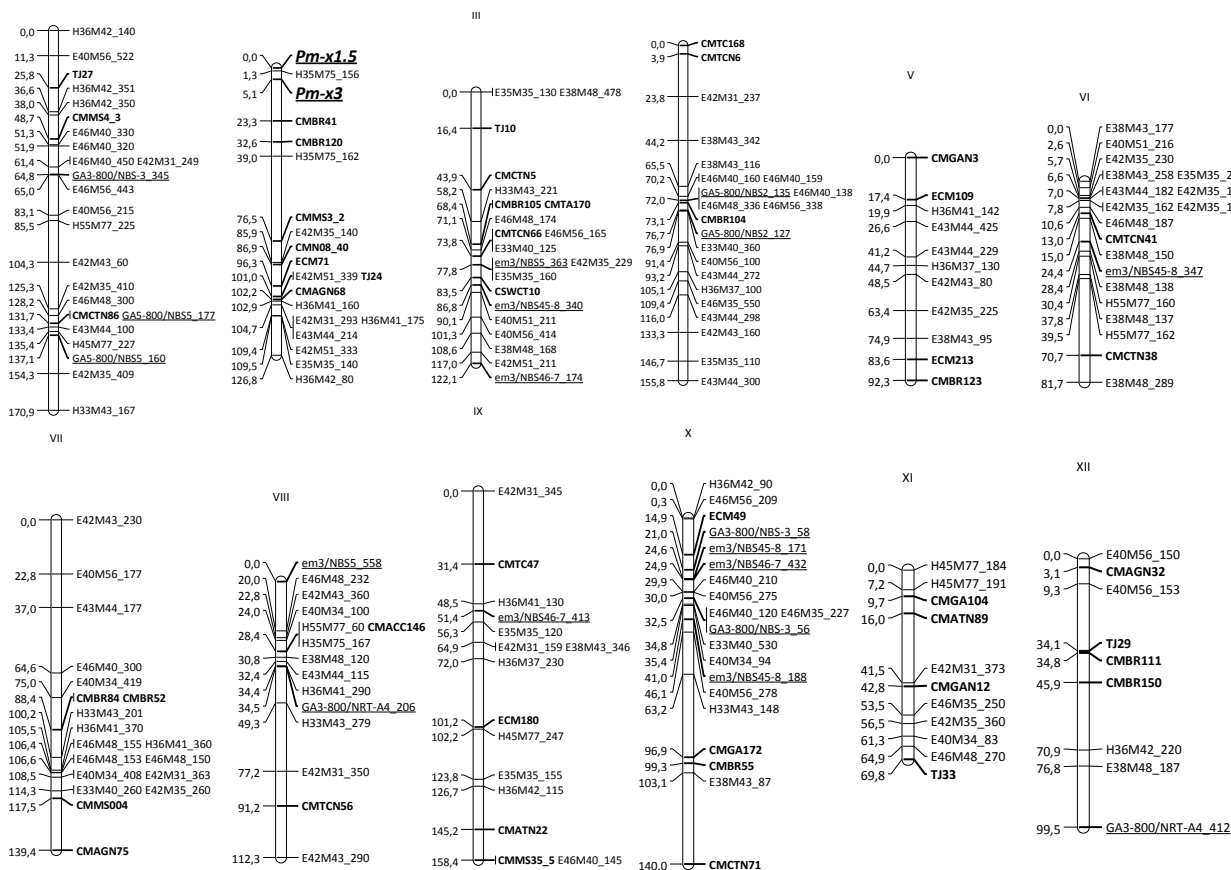 0,0 H36M42_140
11,3 E40M56_522
25,8 TJ27
36,6 H36M42_351
38,0 H36M42_350
48,7 CMMS4_3
51,3 E46M40_330
51,9 E46M40_320
61,4 E46M40_450 E42M31_249
64,8 GA3-800/NBS-3_345
65,0 E46M56_443
83,1 E40M56_215
85,5 H55M77_225
104,3 E42M43_60
125,3 E42M35_410
128,2 E46M48_300
131,7 CMCTN86 GA5-800/NBS5_177
133,4 E43M44_100
135,4 H45M77_227
137,1 GA5-800/NBS5_160
154,3 E42M35_409
170,9 H33M43_167
0,0 Pm-x1.5
1,3 H35M75_156
5,1 Pm-x3
23,3 CMBR41
32,6 CMBR120
39,0 H35M75_162
76,5 CMMS3_2
85,9 E42M35_140
86,9 CMN08_40
96,3 ECM71
101,0 E42M51_339 TJ24
102,2 CMAGN68
102,9 H36M41_160
104,7 E42M31_293 H36M41_175
E43M44_214
109,4 E42M51_333
109,5 E35M35_140
126,8 H36M42_80
III
0,0 E35M35_130 E38M48_478
16,4 TJ10
43,9 CMCTN5
58,2 H33M43_221
68,4 CMBR105 CMTA170
71,1 E46M48_174
73,8 CMTCN66 E46M56_165
E33M40_125
77,8 em3/NBS5_363 E42M35_229
E35M35_160
83,5 CSWCT10
86,8 em3/NBS45-8_340
90,1 E40M51_211
101,3 E40M56_414
108,6 E38M48_168
117,0 E42M51_211
122,1 em3/NBS46-7_174
0,0 CMTC168
3,9 CMTCN6
23,8 E42M31_237
44,2 E38M43_342
65,5 E38M43_116
70,2 E46M40_160 E46M40_159
72,0 GA5-800/NBS2_135 E46M40_138
E46M48_336 E46M56_338
73,1 CMBR104
76,7 GA5-800/NBS2_127
76,9 E33M40_360
91,4 E40M56_100
93,2 E43M44_272
105,1 H36M37_100
109,4 E46M35_550
116,0 E43M44_298
133,3 E42M43_160
146,7 E35M35_110
155,8 E43M44_300
V
0,0 CMGAN3
17,4 ECM109
19,9 H36M41_142
26,6 E43M44_425
41,2 E43M44_229
44,7 H36M37_130
48,5 E42M43_80
63,4 E42M35_225
74,9 E38M43_95
83,6 ECM213
92,3 CMBR123
VI
0,0 E38M43_177
2,6 E40M51_216
5,7 E42M35_230
6,6 E38M43_258 E35M35_2
7,0 E43M44_182 E42M35_1
7,8 E42M35_162 E42M35_1
10,6 E46M48_187
13,0 CMTCN41
15,0 E38M48_150
24,4 em3/NBS45-8_347
28,4 E38M48_138
30,4 H55M77_160
37,8 E38M48_137
39,5 H55M77_162
70,7 CMCTN38
81,7 E38M48_289
VII
0,0 E42M43_230
22,8 E40M56_177
37,0 E43M44_177
64,6 E46M40_300
75,0 E40M34_419
88,4 CMBR84 CMBR52
100,2 H33M43_201
105,5 H36M41_370
106,4 E46M48_155 H36M41_360
106,6 E46M48_153 E46M48_150
108,5 E40M34_408 E42M31_363
114,3 E33M40_260 E42M35_260
117,5 CMMS004
139,4 CMAGN75
VIII
0,0 em3/NBS5_558
20,0 E46M48_232
22,8 E42M43_360
24,0 E40M34_100
28,4 H55M77_60 CMACC146
H35M75_167
30,8 E38M48_120
32,4 E43M44_115
34,4 H36M41_290
34,5 GA3-800/NRT-A4_206
49,3 H33M43_279
77,2 E42M31_350
91,2 CMTCN56
112,3 E42M43_290
IX
0,0 E42M31_345
31,4 CMTC47
48,5 H36M41_130
51,4 em3/NBS46-7_413
56,3 E35M35_120
64,9 E42M31_159 E38M43_346
72,0 H36M37_230
101,2 ECM180
102,2 H45M77_247
123,8 E35M35_155
126,7 H36M42_115
145,2 CMATN22
158,4 CMMS35_5 E46M40_145
X
0,0 H36M42_90
0,3 E46M56_209
14,9 ECM49
21,0 GA3-800/NBS-3_58
24,6 em3/NBS45-8_171
24,9 em3/NBS46-7_432
29,9 E46M40_210
30,0 E40M56_275
32,5 E46M40_120 E46M35_227
GA3-800/NBS-3_56
34,8 E33M40_530
35,4 E40M34_94
41,0 em3/NBS45-8_188
46,1 E40M56_278
63,2 H33M43_148
96,9 CMGA172
99,3 CMBR55
103,1 E38M43_87
140,0 CMCTN71
XI
0,0 H45M77_184
7,2 H45M77_191
9,7 CMGA104
16,0 CMATN89
41,5 E42M31_373
42,8 CMGAN12
53,5 E46M35_250
56,5 E42M35_360
61,3 E40M34_83
64,9 E46M48_270
69,8 TJ33
XII
0,0 E40M56_150
3,1 CMAGN32
9,3 E40M56_153
34,1 TJ29
34,8 CMBR111
45,9 CMBR150
70,9 H36M42_220
76,8 E38M48_187
99,5 GA3-800/NRT-A4_412